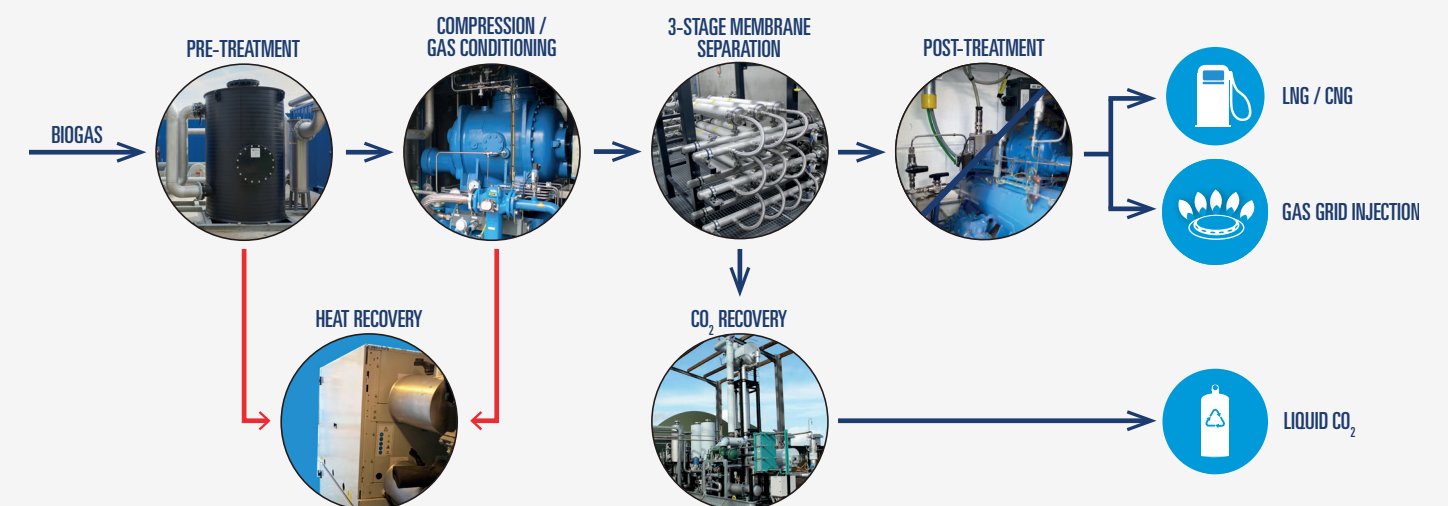 PRE-TREATMENT
COMPRESSION /
GAS CONDITIONING
3-STAGE MEMBRANE
SEPARATION
POST-TREATMENT
BIOGAS
LNG / CNG
GAS GRID INJECTION
HEAT RECOVERY
CO₂ RECOVERY
LIQUID CO₂